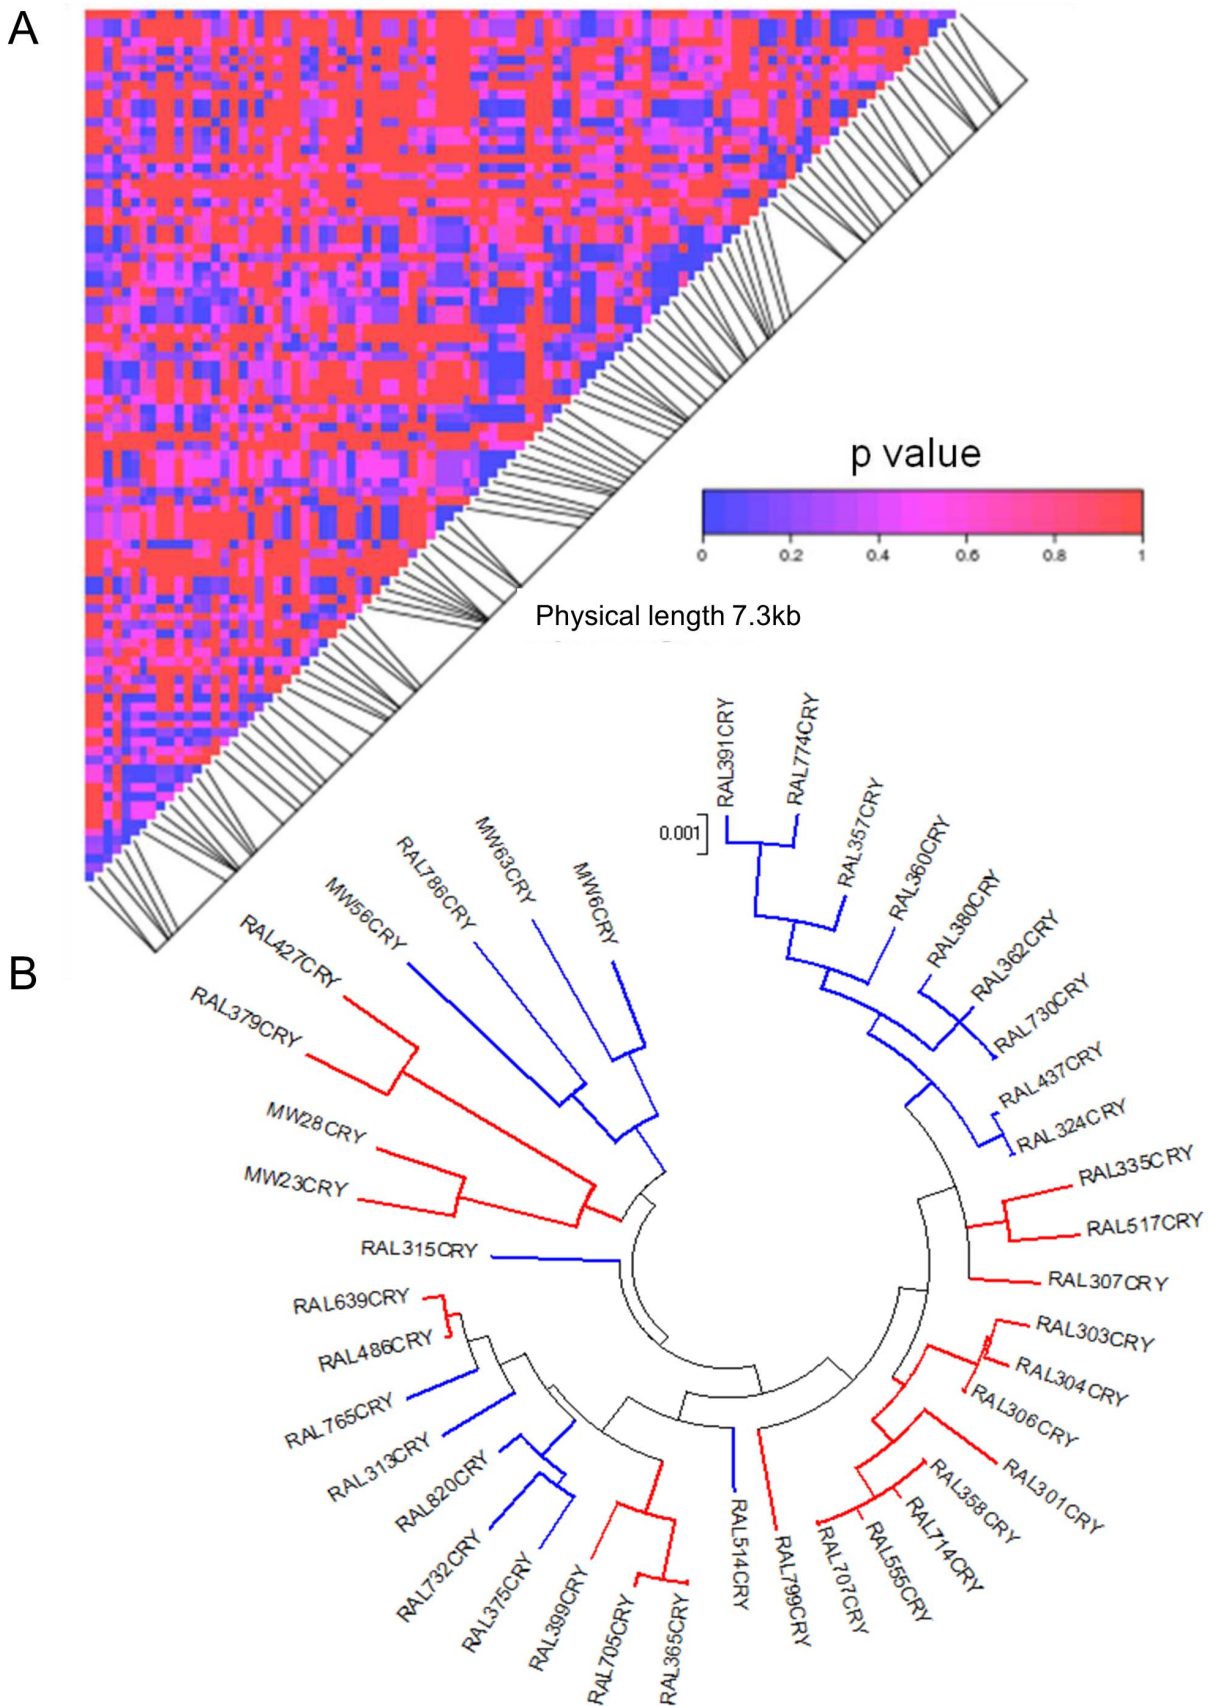 A
p value
0
0.2
0.4
0.6
0.8
1
Physical length 7.3kb
B
0.001
RAL391CRY
RAL774CRY
RAL357CRY
RAL360CRY
RAL380CRY
RAL362CRY
RAL730CRY
RAL437CRY
RAL324CRY
RAL335CRY
RAL517CRY
RAL307CRY
RAL303CRY
RAL304CRY
RAL306CRY
RAL301CRY
RAL358CRY
RAL714CRY
RAL555CRY
RAL707CRY
RAL799CRY
RAL514CRY
RAL365CRY
RAL705CRY
RAL399CRY
RAL375CRY
RAL732CRY
RAL820CRY
RAL313CRY
RAL765CRY
RAL486CRY
RAL639CRY
RAL315CRY
MW23CRY
MW28CRY
RAL379CRY
RAL427CRY
MW56CRY
RAL786CRY
MW63CRY
MW6CRY